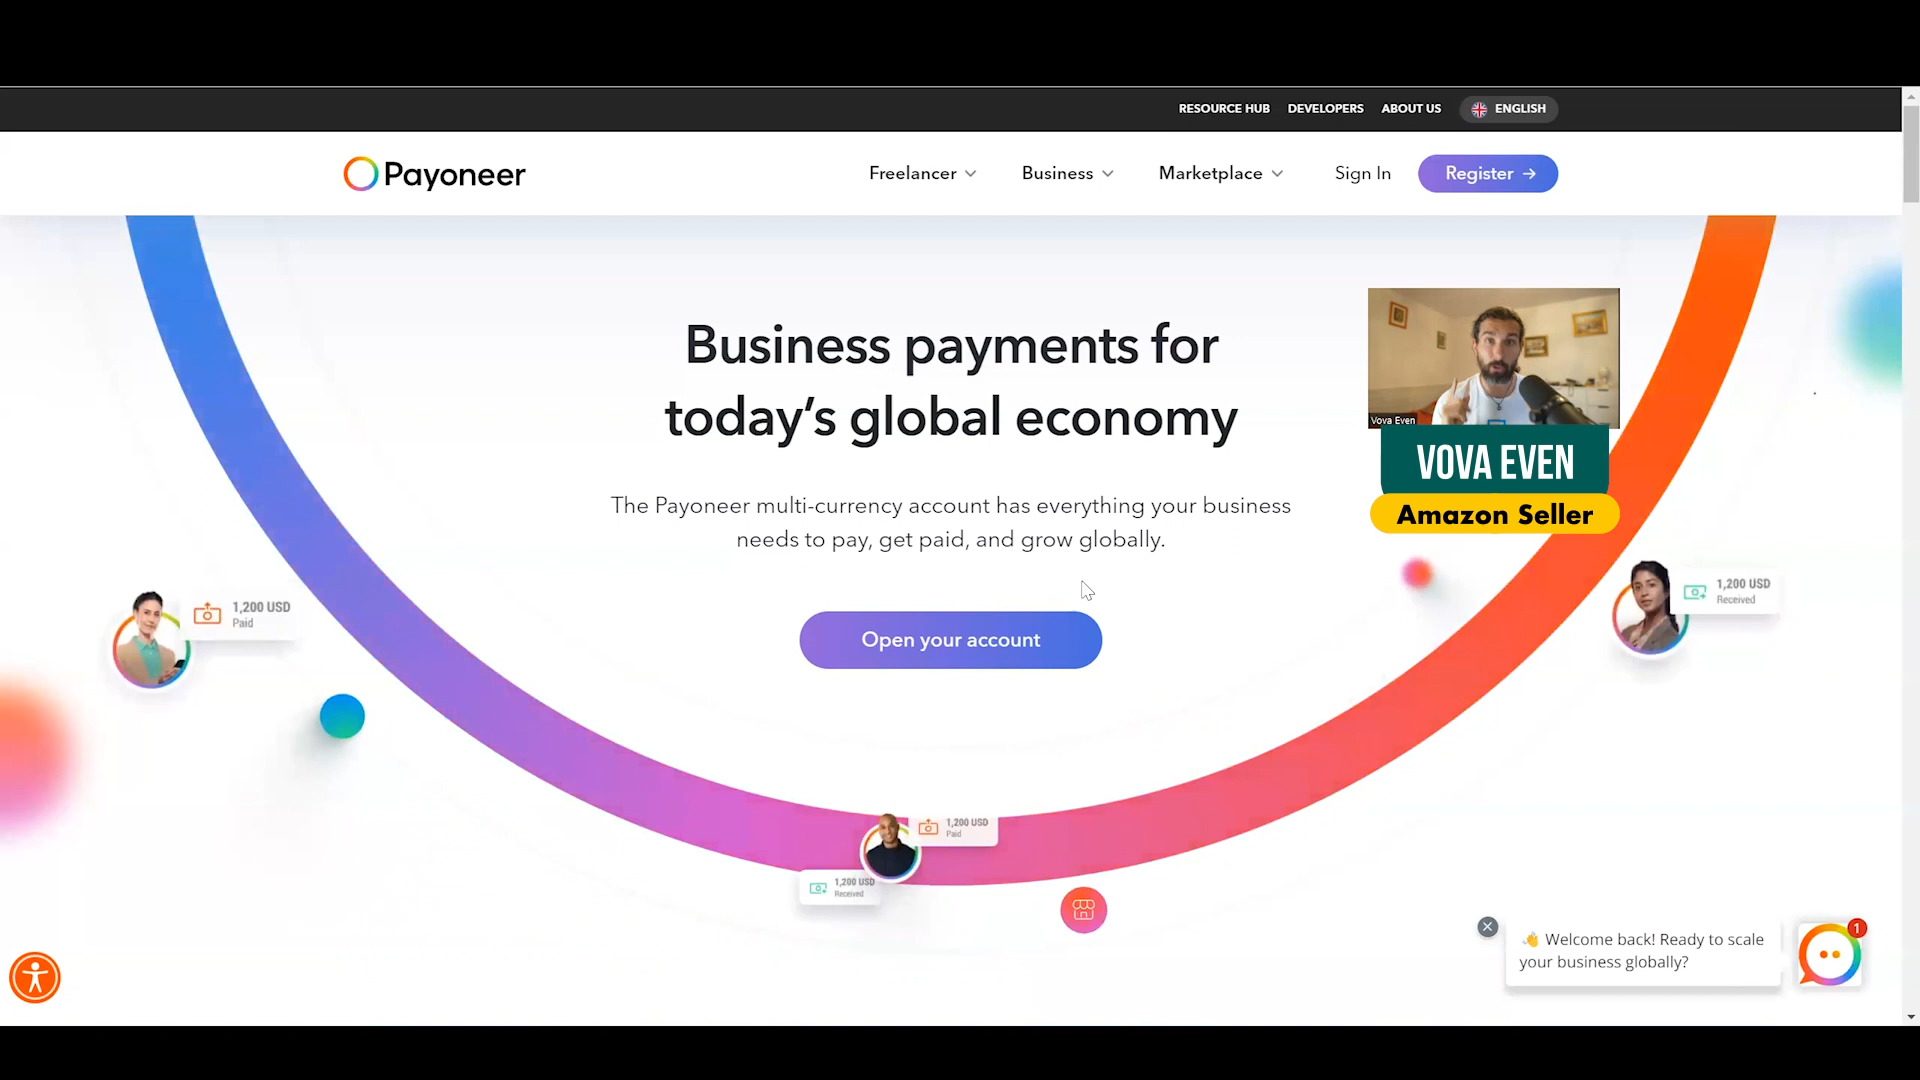 RESOURCE HUB DEVELOPERS ABOUT US ENGLISH
Payoneer Freelancer Business Marketplace Sign In Register →
Business payments for
today's global economy
The Payoneer multi-currency account has everything your business
needs to pay, get paid, and grow globally.
Open your account
Vova Even
VOVA EVEN
Amazon Seller
1,200 USD
Paid
1,200 USD
Received
1,200 USD
Paid
1,200 USD
Received
👋 Welcome back! Ready to scale
your business globally?
1